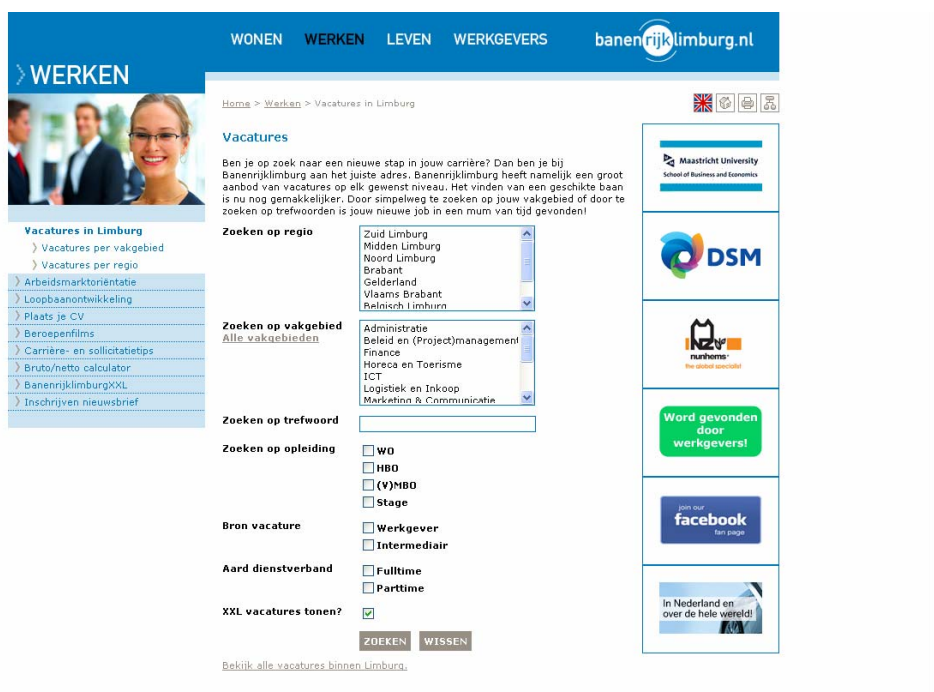 WONEN WERKEN LEVEN WERKGEVERS
banenrijklimburg.nl
WERKEN
Home > Werken > Vacatures in Limburg
Vacatures
Ben je op zoek naar een nieuwe stap in jouw carrière? Dan ben je bij
Banenrijklimburg aan het juiste adres. Banenrijklimburg heeft namelijk een groot
aanbod van vacatures op elk gewenst niveau. Het vinden van een geschikte baan
is nu nog gemakkelijker. Door simpelweg te zoeken op jouw vakgebied of door te
zoeken op trefwoorden is jouw nieuwe job in een mum van tijd gevonden!
Vacatures in Limburg
Vacatures per vakgebied
Vacatures per regio
Arbeidsmarktoriëntatie
Loopbaanontwikkeling
Plaats je CV
Beroepenfilms
Carrière- en sollicitatietips
Bruto/netto calculator
BanenrijklimburgXXL
Inschrijven nieuwsbrief
Zoeken op regio
Zuid Limburg
Midden Limburg
Noord Limburg
Brabant
Gelderland
Vlaams Brabant
Belgisch Limburg
Zoeken op vakgebied
Alle vakgebieden
Administratie
Beleid en (Project)management
Finance
Horeca en Toerisme
ICT
Logistiek en Inkoop
Marketing & Communicatie
Zoeken op trefwoord
Zoeken op opleiding
WO
HBO
(V)MBO
Stage
Bron vacature
Werkgever
Intermediair
Aard dienstverband
Fulltime
Parttime
XXL vacatures tonen?
ZOEKEN WISSEN
Bekijk alle vacatures binnen Limburg.
Maastricht University
School of Business and Economics
DSM
nunhems
the global specialist
Word gevonden
door
werkgevers!
join our
facebook
fan page
In Nederland en
over de hele wereld!